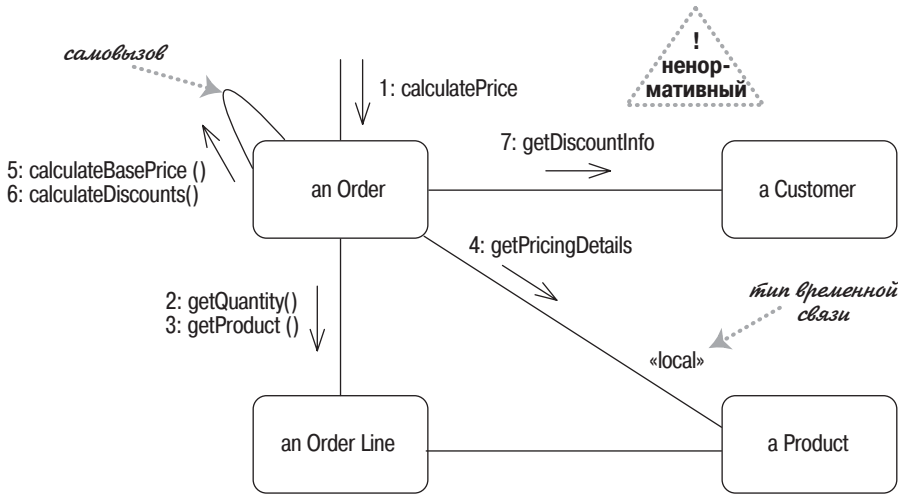 самовызов
!
ненор-
мативный
1: calculatePrice
7: getDiscountInfo
5: calculateBasePrice ()
6: calculateDiscounts()
an Order
a Customer
4: getPricingDetails
2: getQuantity()
3: getProduct ()
тип временной
связи
«local»
an Order Line
a Product